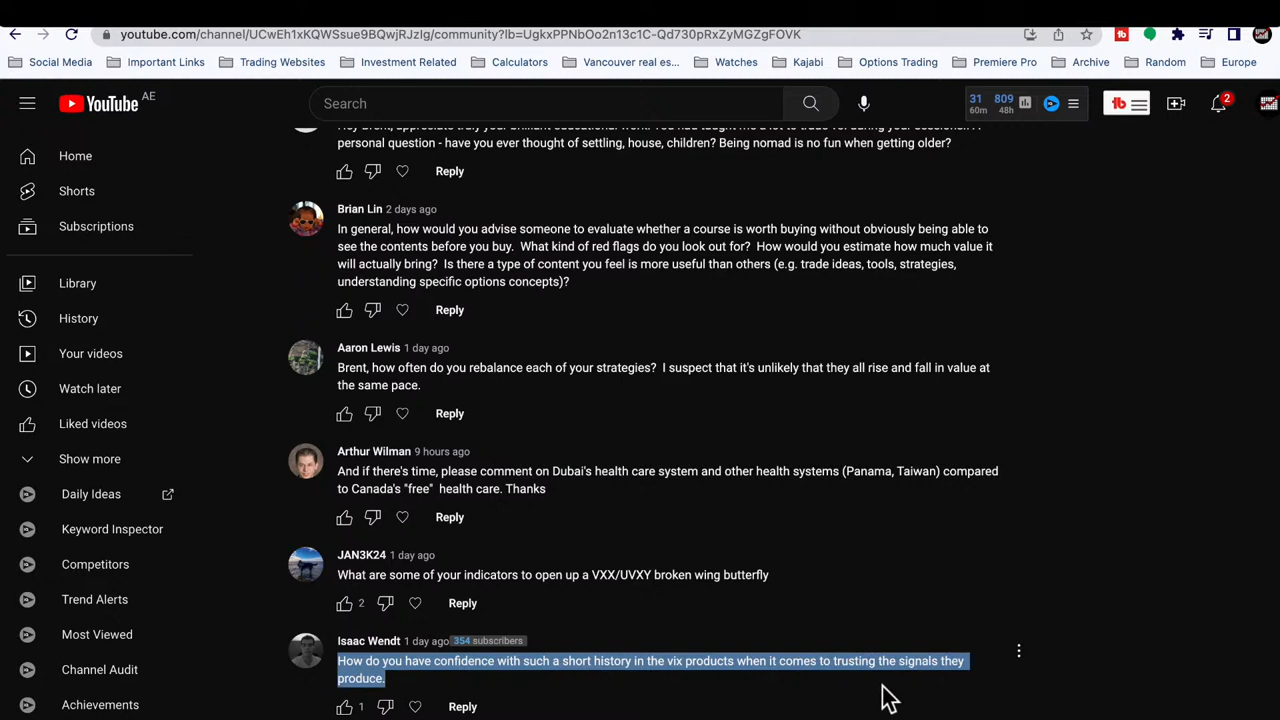 youtube.com/channel/UCwEh1xKQWSsue9BQwjRJzIg/community?lb=UgkxPPNbOo2n13c1C-Qd730pRxZyMGZgFOVK
Social Media Important Links Trading Websites Investment Related Calculators Vancouver real es... Watches Kajabi Options Trading Premiere Pro Archive Random Europe
YouTube AE
Search
31 60m 809 48h
tb
2
personal question - have you ever thought of settling, house, children? Being nomad is no fun when getting older?
Reply
Home
Shorts
Subscriptions
Library
History
Your videos
Watch later
Liked videos
Show more
Daily Ideas
Keyword Inspector
Competitors
Trend Alerts
Most Viewed
Channel Audit
Achievements
Brian Lin 2 days ago
In general, how would you advise someone to evaluate whether a course is worth buying without obviously being able to
see the contents before you buy. What kind of red flags do you look out for? How would you estimate how much value it
will actually bring? Is there a type of content you feel is more useful than others (e.g. trade ideas, tools, strategies,
understanding specific options concepts)?
Reply
Aaron Lewis 1 day ago
Brent, how often do you rebalance each of your strategies? I suspect that it's unlikely that they all rise and fall in value at
the same pace.
Reply
Arthur Wilman 9 hours ago
And if there's time, please comment on Dubai's health care system and other health systems (Panama, Taiwan) compared
to Canada's "free" health care. Thanks
Reply
JAN3K24 1 day ago
What are some of your indicators to open up a VXX/UVXY broken wing butterfly
2 Reply
Isaac Wendt 1 day ago 354 subscribers
How do you have confidence with such a short history in the vix products when it comes to trusting the signals they
produce.
1 Reply